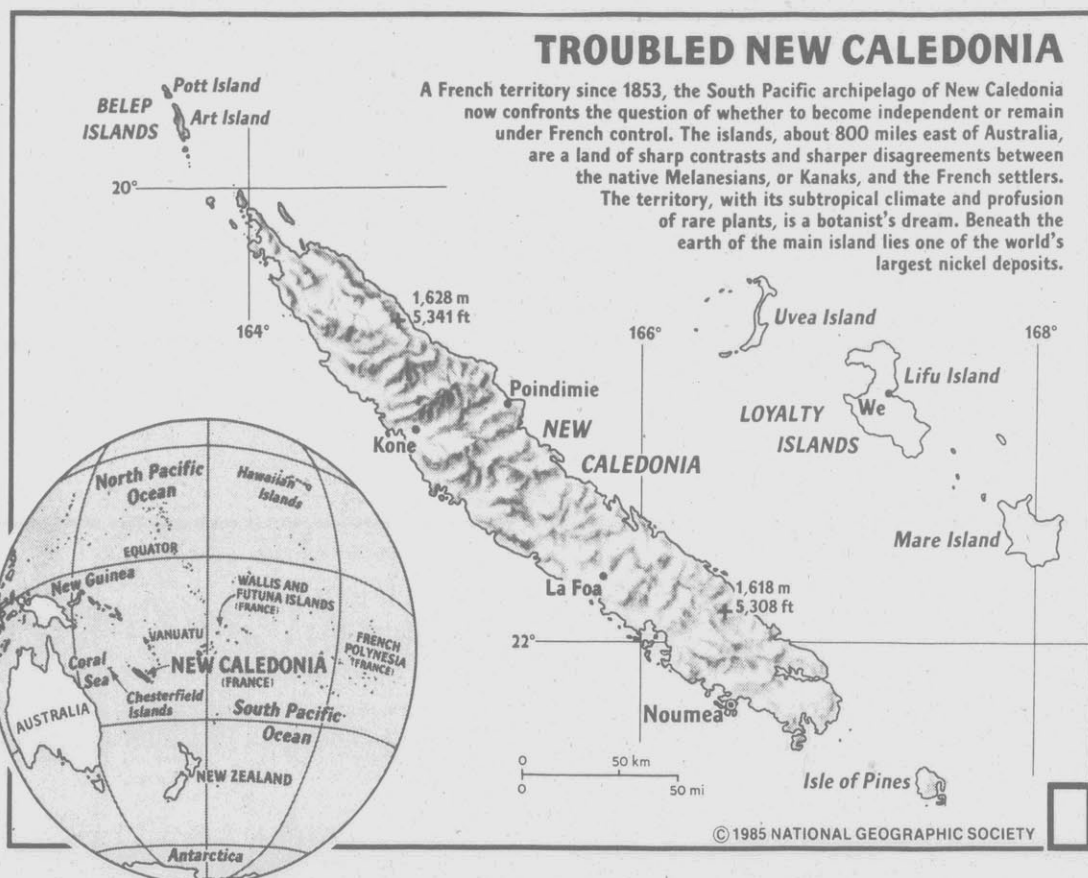 TROUBLED NEW CALEDONIA
A French territory since 1853, the South Pacific archipelago of New Caledonia
now confronts the question of whether to become independent or remain
under French control. The islands, about 800 miles east of Australia,
are a land of sharp contrasts and sharper disagreements between
the native Melanesians, or Kanaks, and the French settlers.
The territory, with its subtropical climate and profusion
of rare plants, is a botanist's dream. Beneath the
earth of the main island lies one of the world's
largest nickel deposits.
Pott Island
BELEP
ISLANDS
Art Island
20°
164°
1,628 m
5,341 ft
Uvea Island
166°
168°
Lifu Island
We
LOYALTY
ISLANDS
Poindimie
NEW
CALEDONIA
Kone
Mare Island
La Foa
1,618 m
5,308 ft
22°
Noumea
Isle of Pines
0 50 km
0 50 mi
North Pacific
Ocean
Hawaiian
Islands
EQUATOR
New Guinea
WALLIS AND
FUTUNA ISLANDS
(FRANCE)
VANUATU
FRENCH
POLYNESIA
(FRANCE)
Coral
Sea
NEW CALEDONIA
(FRANCE)
Chesterfield
Islands
AUSTRALIA
South Pacific
Ocean
NEW ZEALAND
Antarctica
© 1985 NATIONAL GEOGRAPHIC SOCIETY